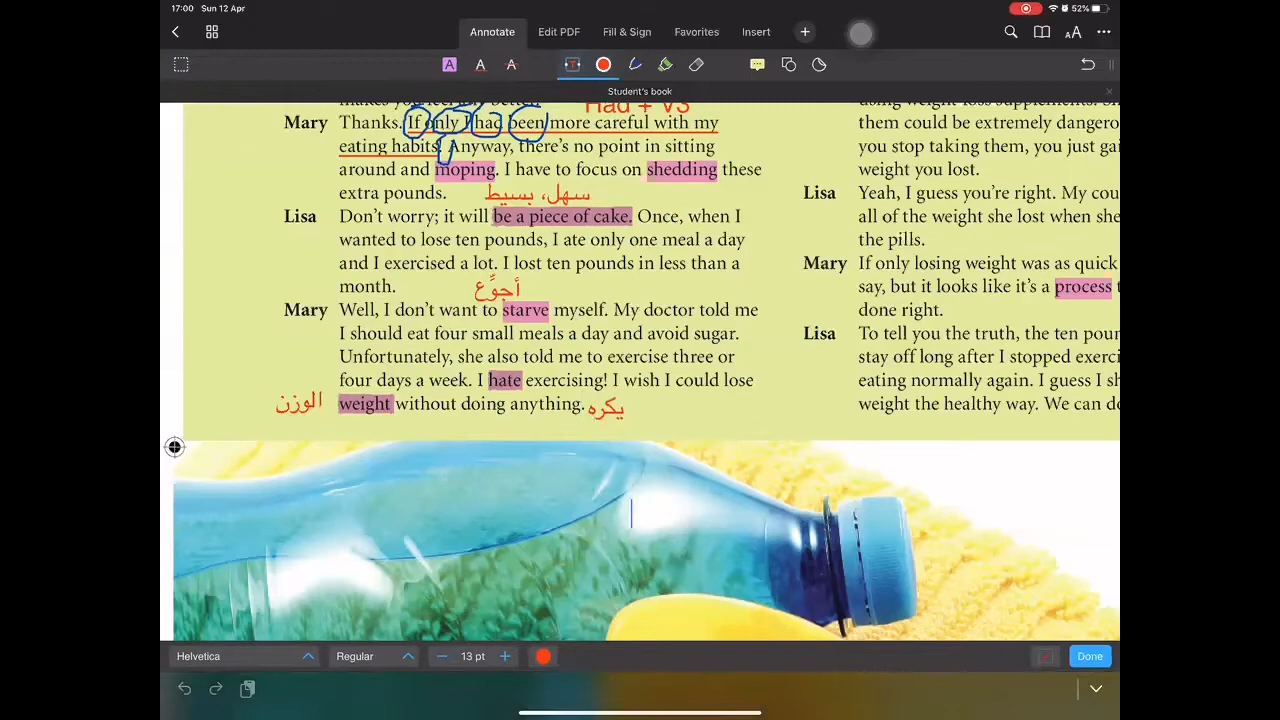 17:00 Sun 12 Apr
52%
Annotate Edit PDF Fill & Sign Favorites Insert
Student's book
makes you feel any better.
Had + V3
Mary Thanks. If only I had been more careful with my
eating habits! Anyway, there's no point in sitting
around and moping. I have to focus on shedding these
extra pounds.
سهل، بسيط
Lisa Don't worry; it will be a piece of cake. Once, when I
wanted to lose ten pounds, I ate only one meal a day
and I exercised a lot. I lost ten pounds in less than a
month.
أجوِّع
Mary Well, I don't want to starve myself. My doctor told me
I should eat four small meals a day and avoid sugar.
Unfortunately, she also told me to exercise three or
four days a week. I hate exercising! I wish I could lose
الوزن
weight without doing anything.
يكره
using weight loss supplements.
them could be extremely dangero
you stop taking them, you just ga
weight you lost.
Lisa Yeah, I guess you're right. My cou
all of the weight she lost when she
the pills.
Mary If only losing weight was as quick
say, but it looks like it's a process
done right.
Lisa To tell you the truth, the ten poun
stay off long after I stopped exerci
eating normally again. I guess I sh
weight the healthy way. We can d
Helvetica Regular 13 pt Done